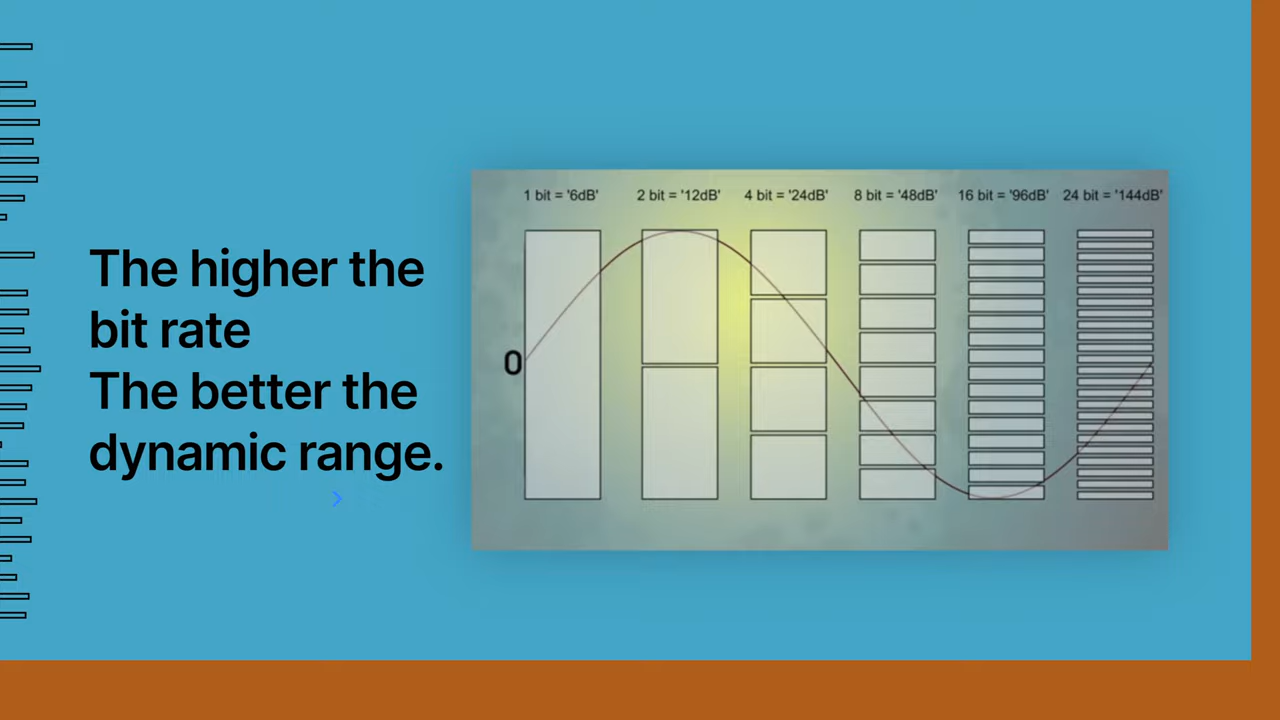 The higher the
bit rate
The better the
dynamic range.
1 bit = '6dB' 2 bit = '12dB' 4 bit = '24dB' 8 bit = '48dB' 16 bit = '96dB' 24 bit = '144dB'
0